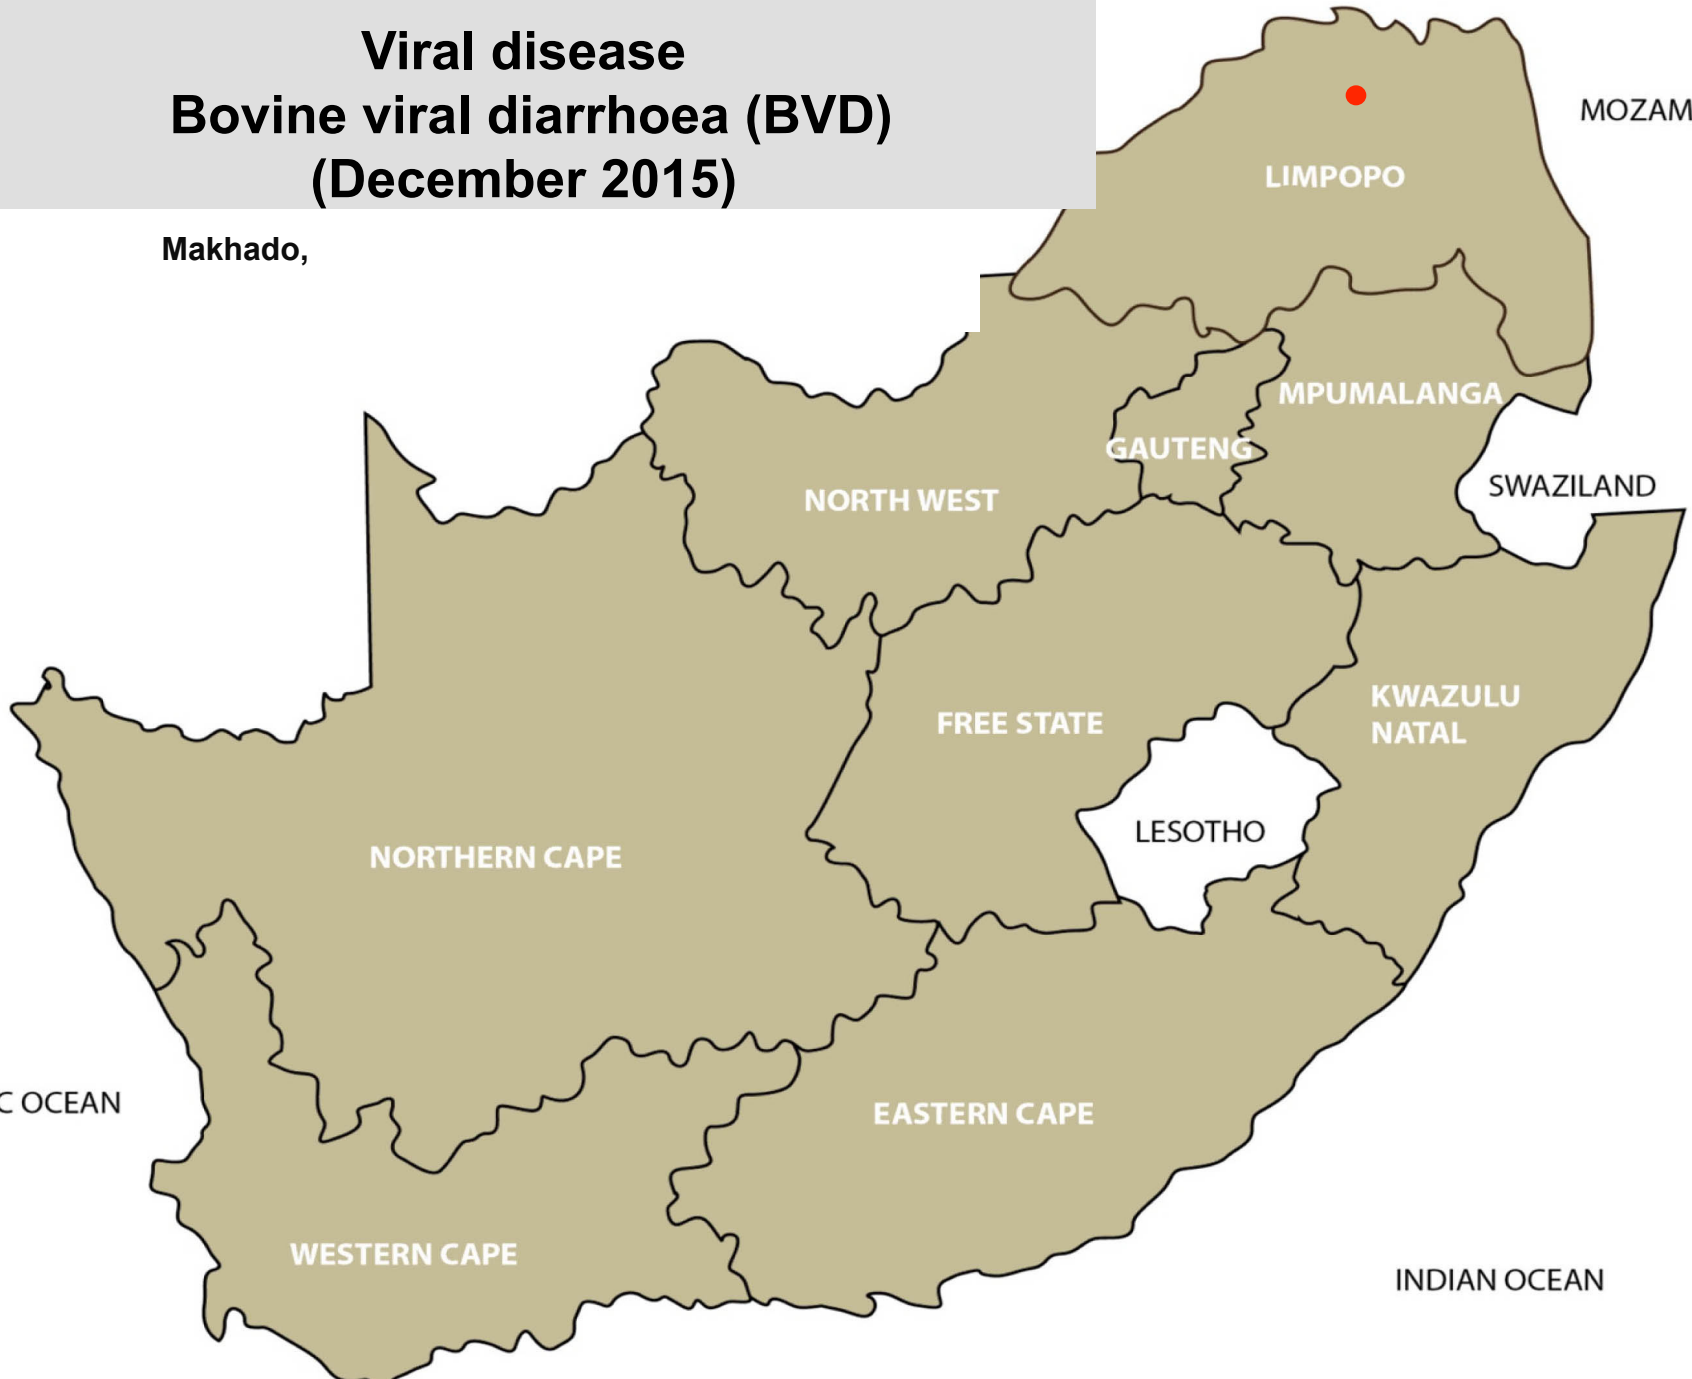 Viral disease
Bovine viral diarrhoea (BVD)
(December 2015)
Makhado,
MOZAM
LIMPOPO
MPUMALANGA
GAUTENG
SWAZILAND
NORTH WEST
KWAZULU
NATAL
FREE STATE
LESOTHO
NORTHERN CAPE
C OCEAN
EASTERN CAPE
WESTERN CAPE
INDIAN OCEAN